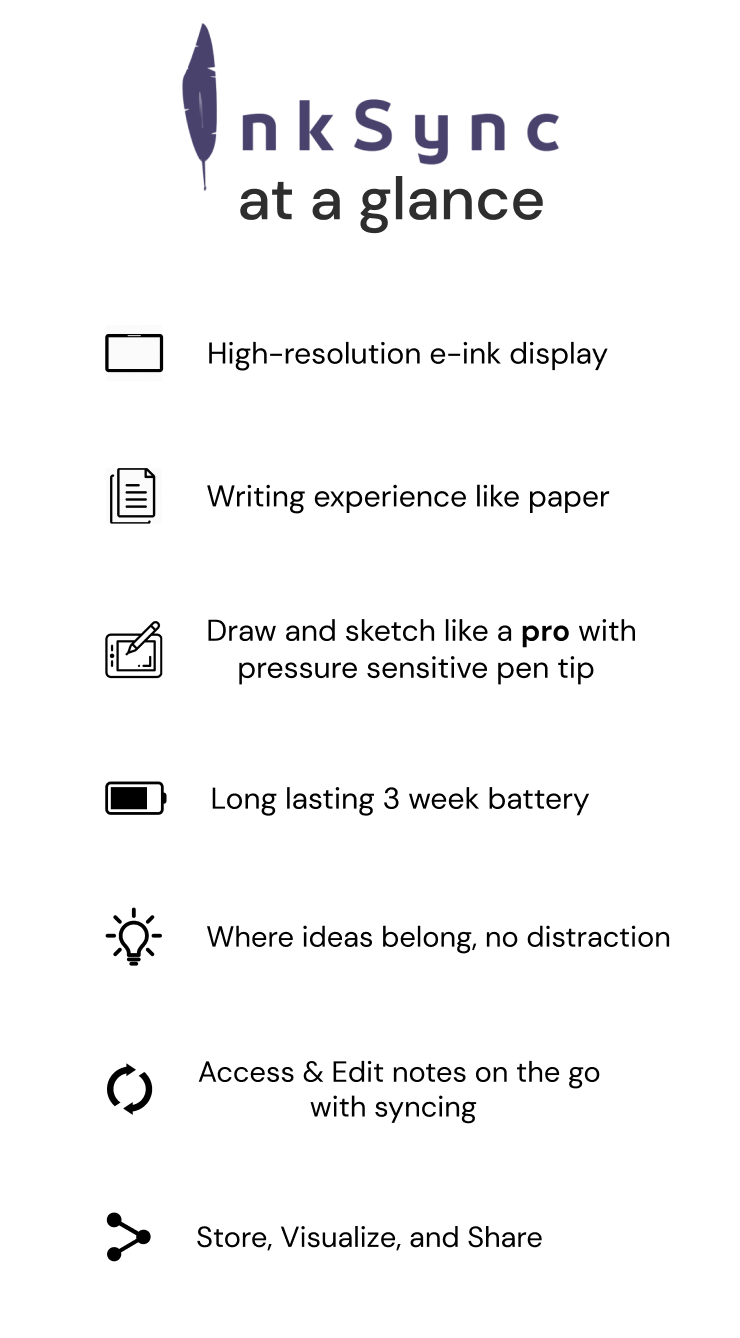 InkSync
at a glance
High-resolution e-ink display
Writing experience like paper
Draw and sketch like a pro with
pressure sensitive pen tip
Long lasting 3 week battery
Where ideas belong, no distraction
Access & Edit notes on the go
with syncing
Store, Visualize, and Share